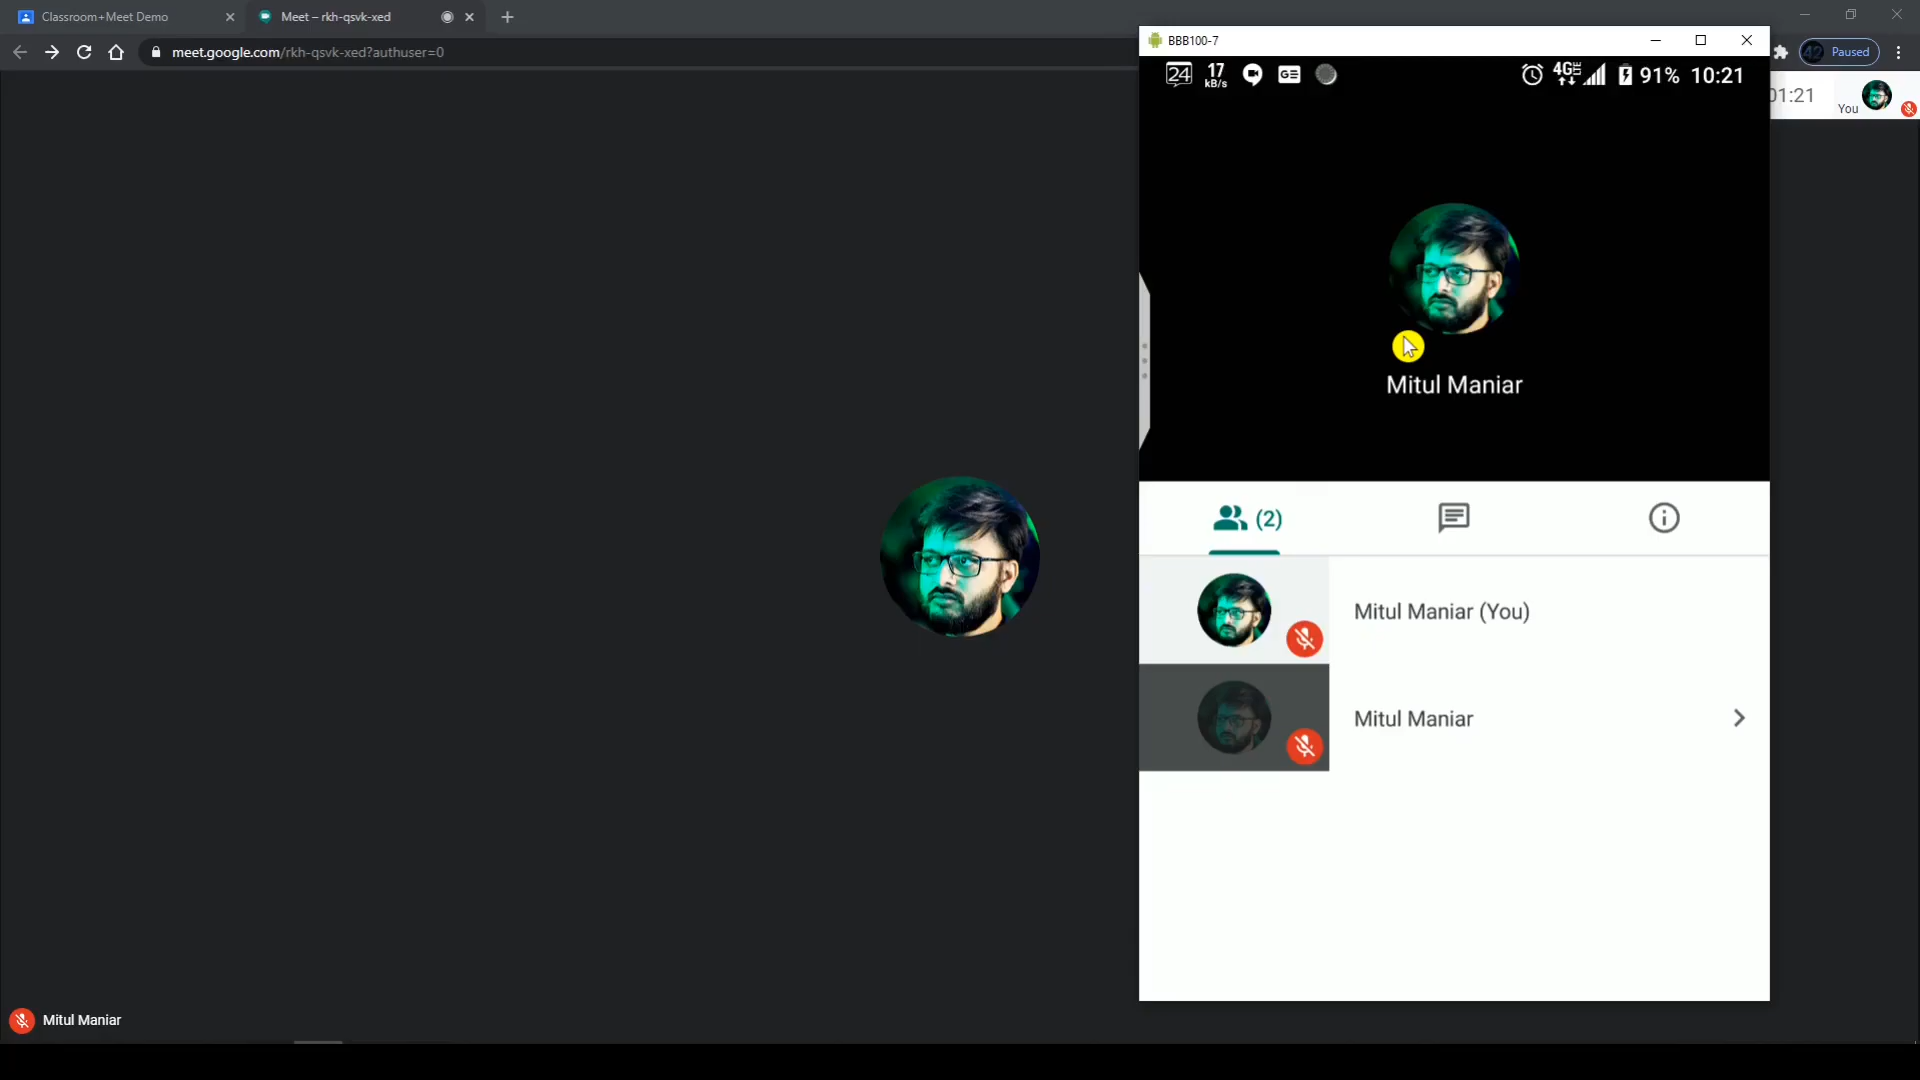 Classroom+Meet Demo
Meet – rkh-qsvk-xed
meet.google.com/rkh-qsvk-xed?authuser=0
Paused
BBB100-7
24
17
kB/s
GE
4G
91%
10:21
01:21
You
Mitul Maniar
(2)
Mitul Maniar (You)
Mitul Maniar
Mitul Maniar